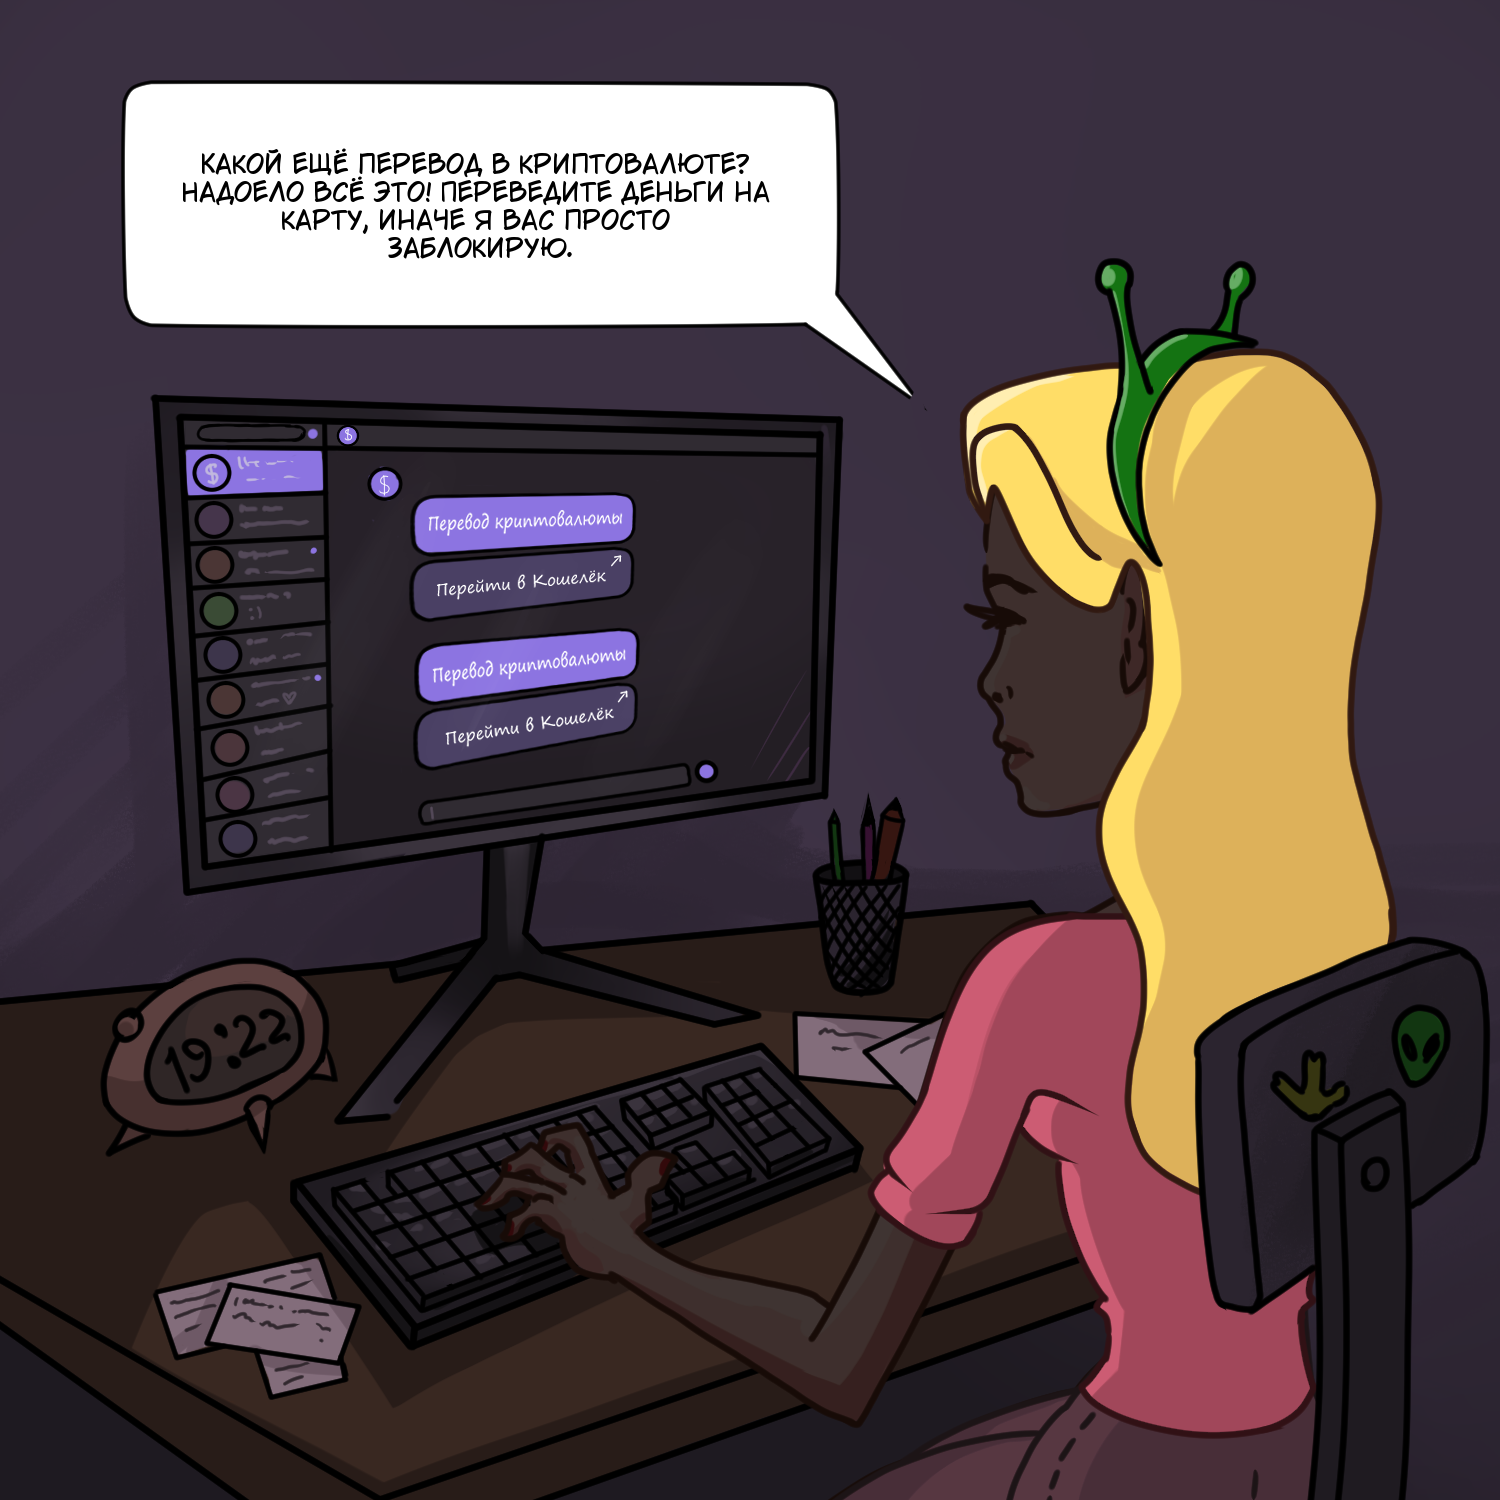 КАКОЙ ЕЩЁ ПЕРЕВОД В КРИПТОВАЛЮТЕ?
НАДОЕЛО ВСЁ ЭТО! ПЕРЕВЕДИТЕ ДЕНЬГИ НА
КАРТУ, ИНАЧЕ Я ВАС ПРОСТО
ЗАБЛОКИРУЮ.
$
$
$
Перевод криптовалюты
Перейти в Кошелёк
Перевод криптовалюты
Перейти в Кошелёк
:)
19:22